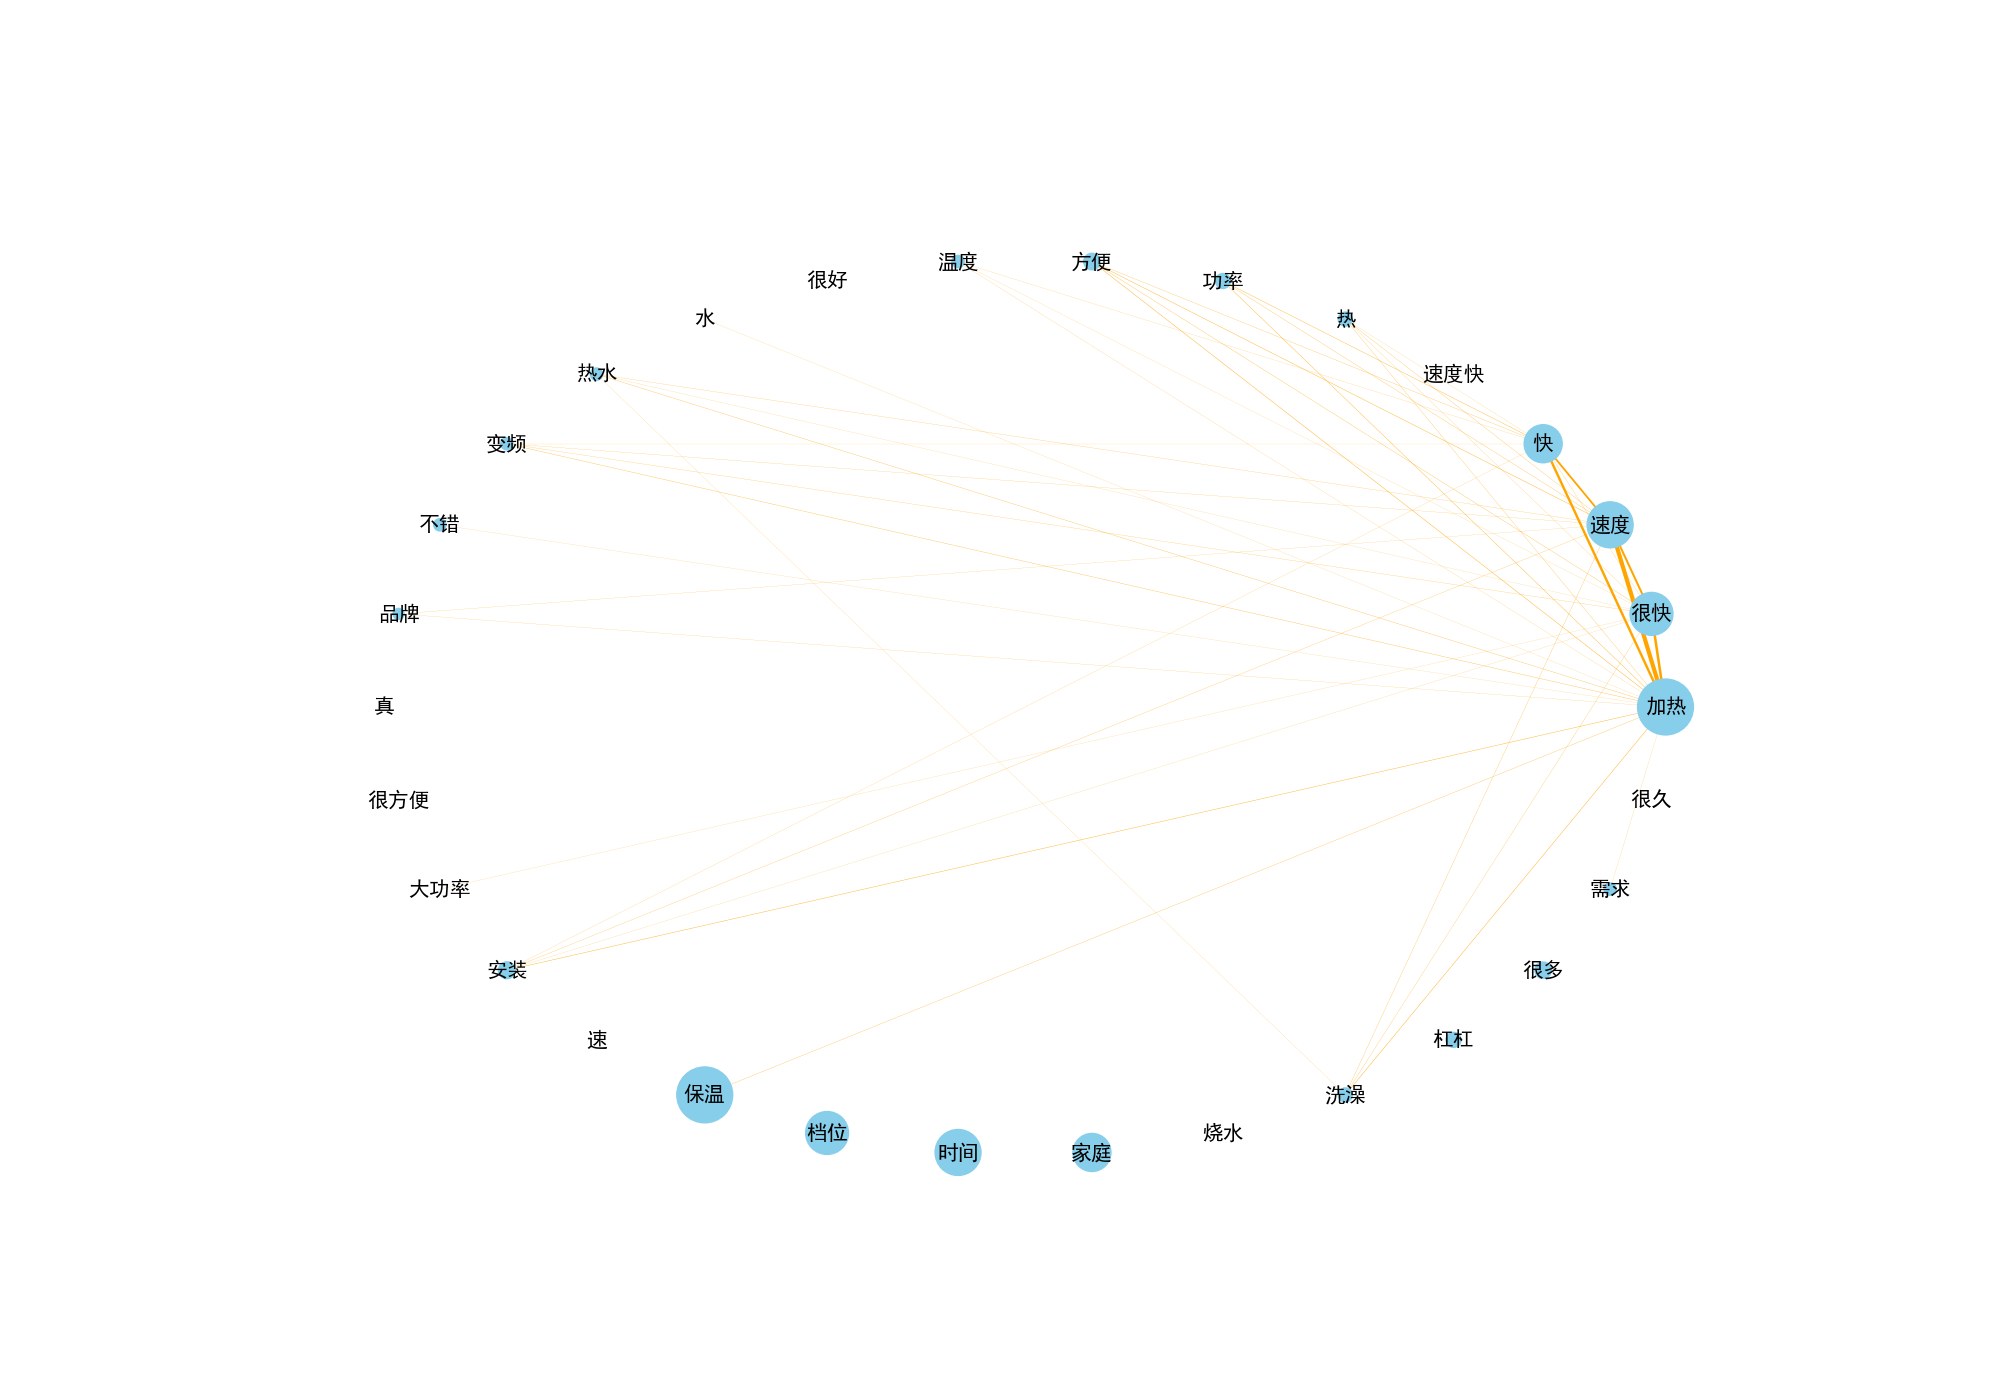 温度
方便
很好
功率
水
热
热水
速度快
变频
快
不错
速度
品牌
很快
真
加热
很方便
很久
大功率
需求
安装
很多
速
杠杠
保温
洗澡
档位
烧水
时间
家庭